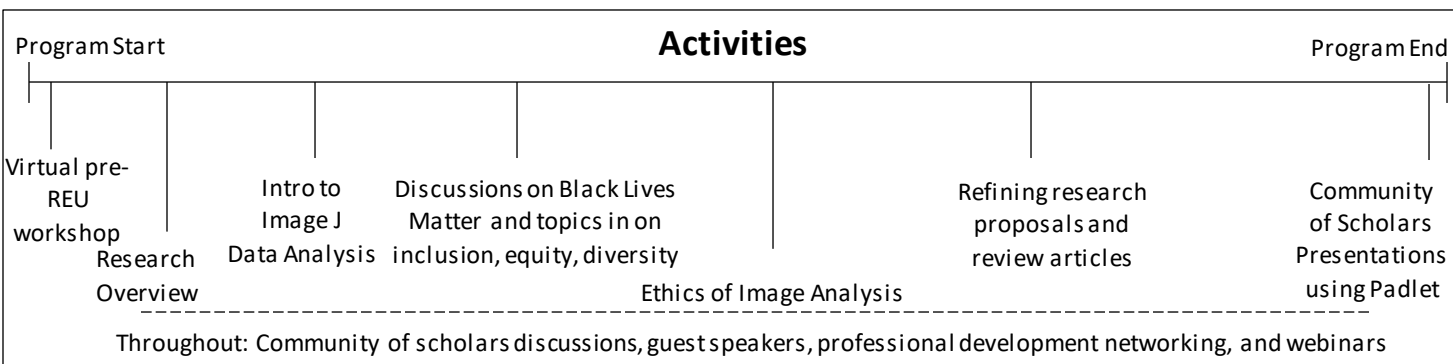 Activities
Program Start
Program End
Virtual pre-
REU
workshop
Research
Overview
Intro to
Image J
Data Analysis
Discussions on Black Lives
Matter and topics in on
inclusion, equity, diversity
Ethics of Image Analysis
Refining research
proposals and
review articles
Community
of Scholars
Presentations
using Padlet
Throughout: Community of scholars discussions, guest speakers, professional development networking, and webinars